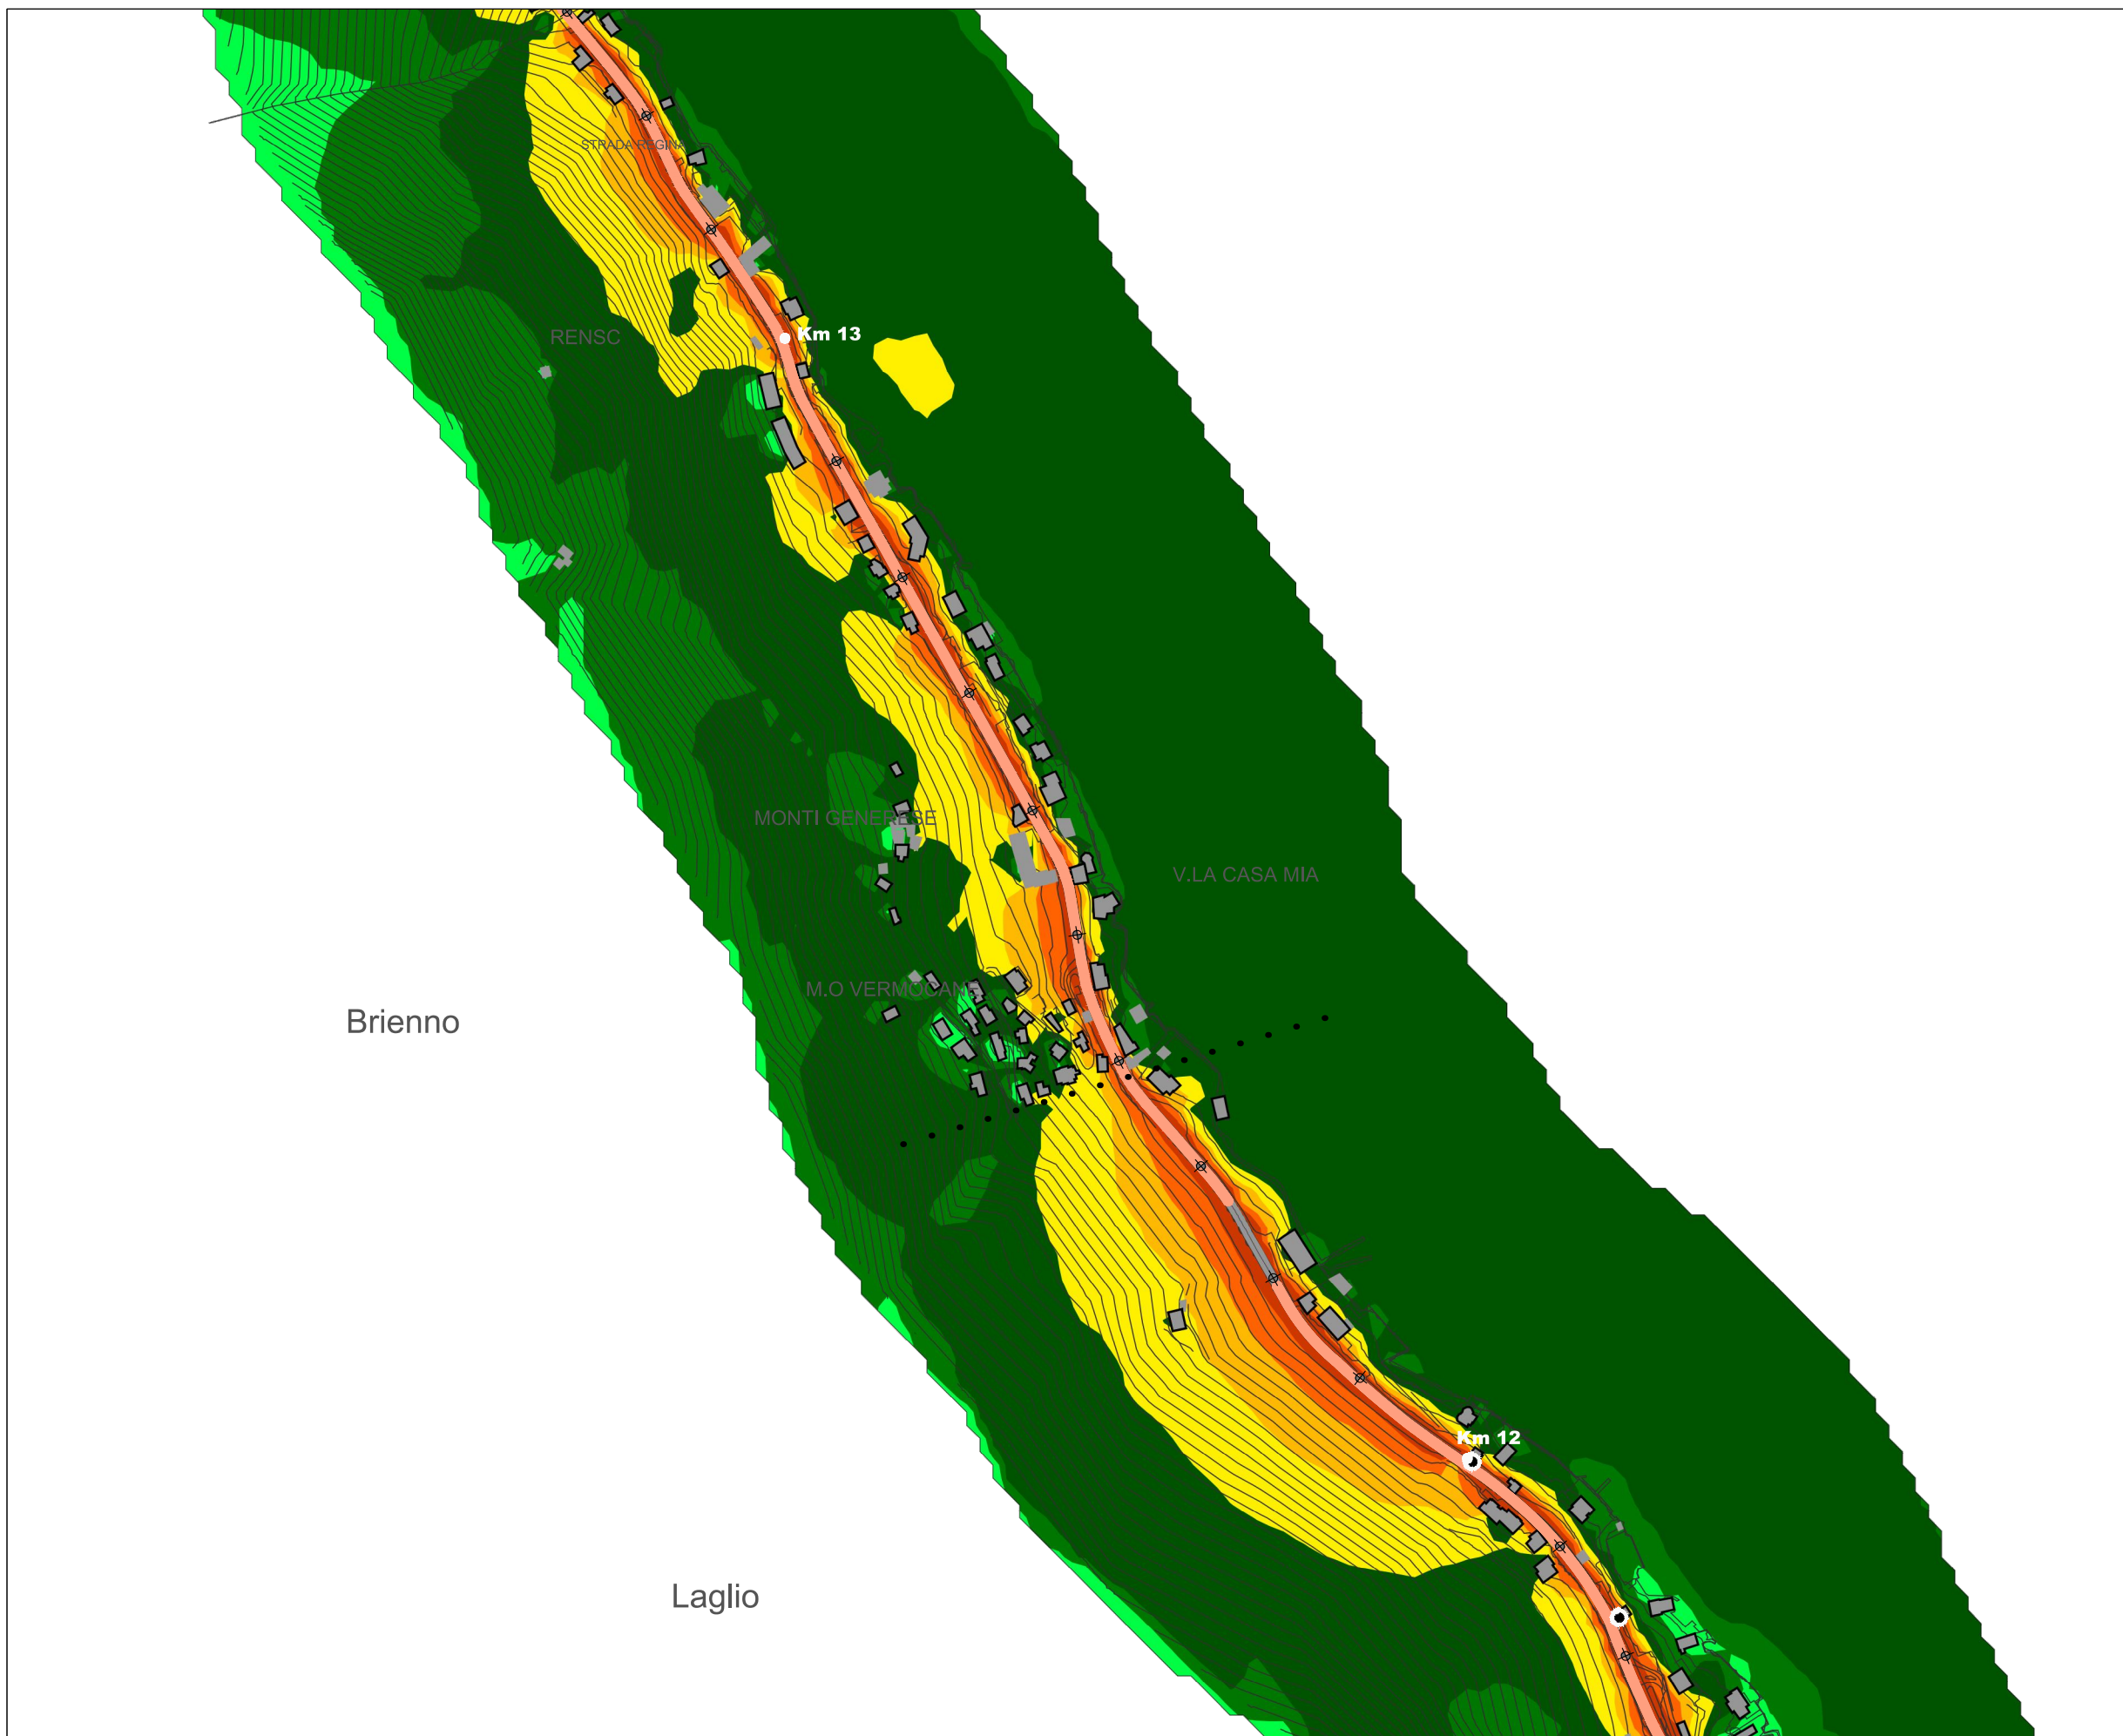 STRADA REGINA
Km 13
RENSC
MONTI GENERESE
V.LA CASA MIA
M.O VERMOCANE
Brienno
Km 12
Laglio